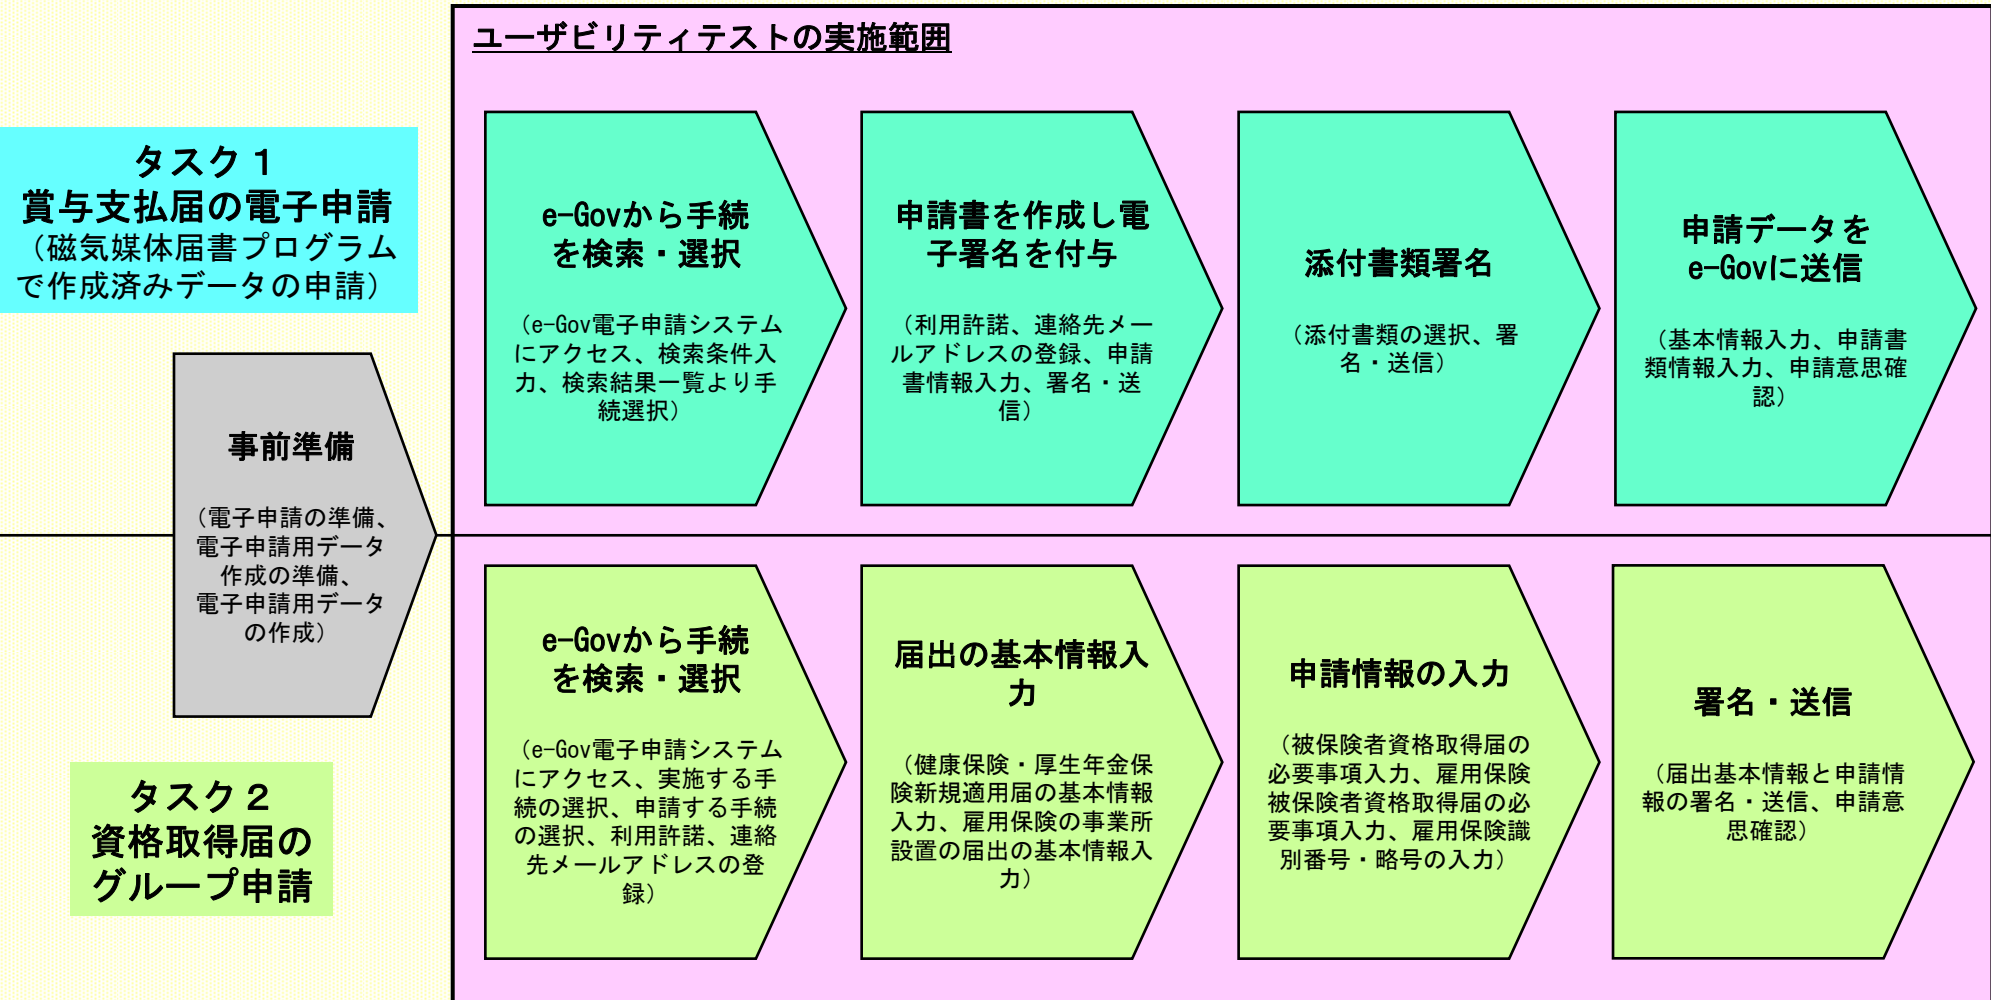 ユーザビリティテストの実施範囲
タスク１
賞与支払届の電子申請
（磁気媒体届書プログラム
で作成済みデータの申請）
e-Govから手続
を検索・選択
（e-Gov電子申請システム
にアクセス、検索条件入
力、検索結果一覧より手
続選択）
申請書を作成し電
子署名を付与
（利用許諾、連絡先メー
ルアドレスの登録、申請
書情報入力、署名・送
信）
添付書類署名
（添付書類の選択、署
名・送信）
申請データを
e-Govに送信
（基本情報入力、申請書
類情報入力、申請意思確
認）
事前準備
（電子申請の準備、
電子申請用データ
作成の準備、
電子申請用データ
の作成）
タスク２
資格取得届の
グループ申請
e-Govから手続
を検索・選択
（e-Gov電子申請システム
にアクセス、実施する手
続の選択、申請する手続
の選択、利用許諾、連絡
先メールアドレスの登
録）
届出の基本情報入
力
（健康保険・厚生年金保
険新規適用届の基本情報
入力、雇用保険の事業所
設置の届出の基本情報入
力）
申請情報の入力
（被保険者資格取得届の
必要事項入力、雇用保険
被保険者資格取得届の必
要事項入力、雇用保険識
別番号・略号の入力）
署名・送信
（届出基本情報と申請情
報の署名・送信、申請意
思確認）